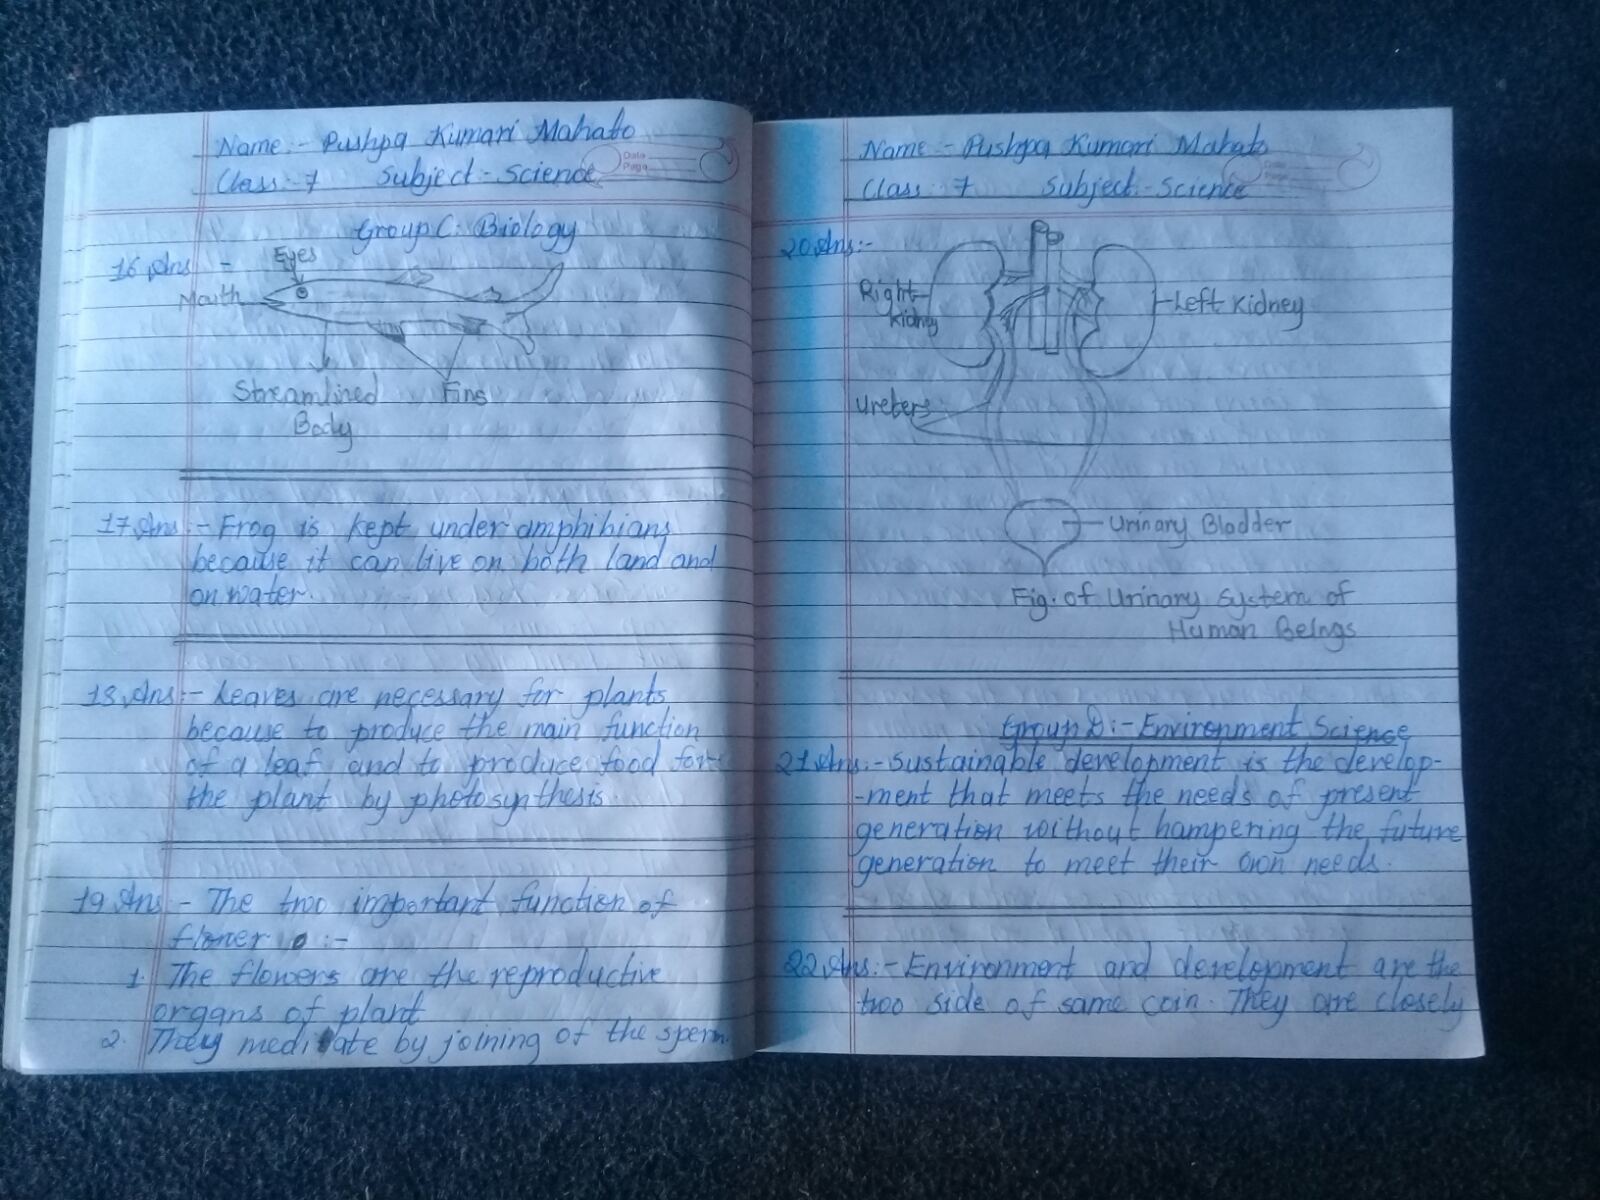 Name:- Pushpa Kumari Mahato
Class:-7 Subject:- Science
Date
Page
Group C: Biology
16 Ans -
Eyes
Mouth
Streamlined
Body
Fins
17 Ans:- Frog is kept under amphibians
because it can live on both land and
on water.
18 Ans:- Leaves are necessary for plants
because to produce the main function
of a leaf and to produce food for
the plant by photosynthesis.
19 Ans:- The two important function of
flower :-
1. The flowers are the reproductive
organs of plant
2. They meditate by joining of the sperm
Name:- Pushpa Kumari Mahato
Class:-7 Subject:-Science
Date
Page
20 Ans:-
Right
kidney
Left Kidney
Ureters
Urinary Bladder
Fig. of Urinary System of
Human Beings
Group D:- Environment Science
21 Ans:- Sustainable development is the develop-
-ment that meets the needs of present
generation without hampering the future
generation to meet their own needs.
22 Ans:- Environment and development are the
two side of same coin. They are closely